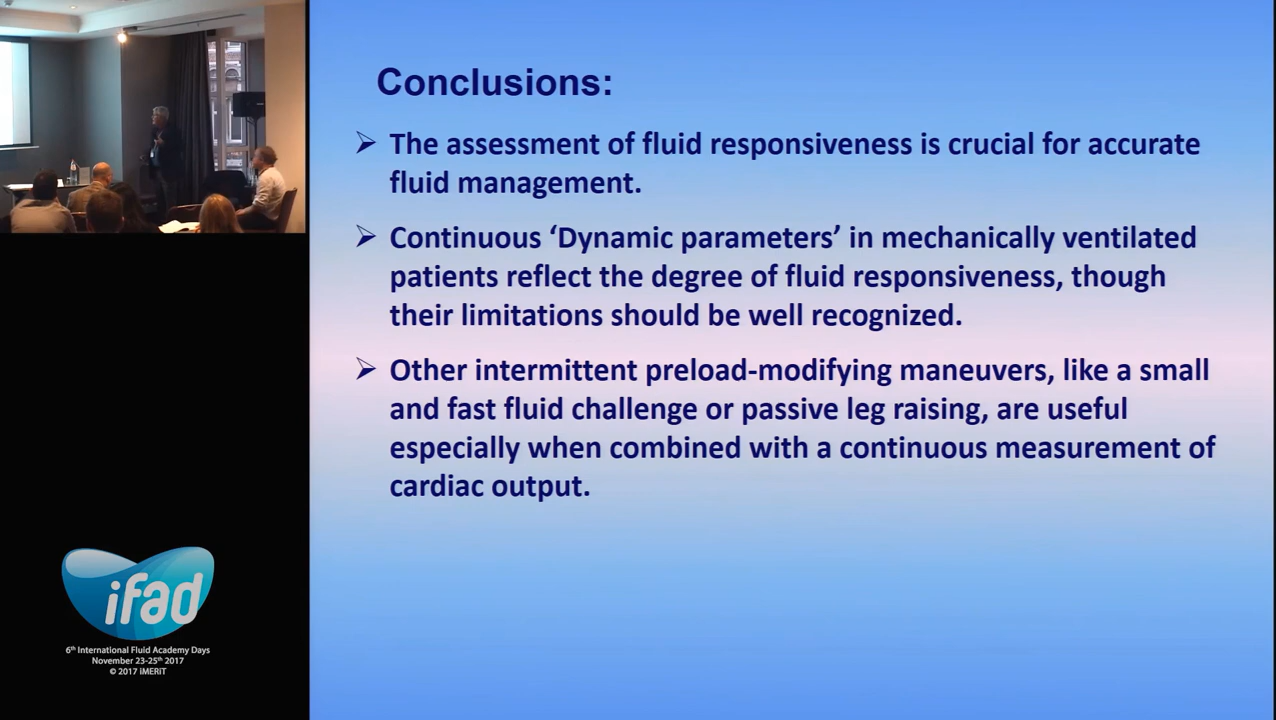 Conclusions:
➢ The assessment of fluid responsiveness is crucial for accurate
fluid management.
➢ Continuous ‘Dynamic parameters’ in mechanically ventilated
patients reflect the degree of fluid responsiveness, though
their limitations should be well recognized.
➢ Other intermittent preload-modifying maneuvers, like a small
and fast fluid challenge or passive leg raising, are useful
especially when combined with a continuous measurement of
cardiac output.
ifad
6th International Fluid Academy Days
November 23-25th 2017
© 2017 iMERiT